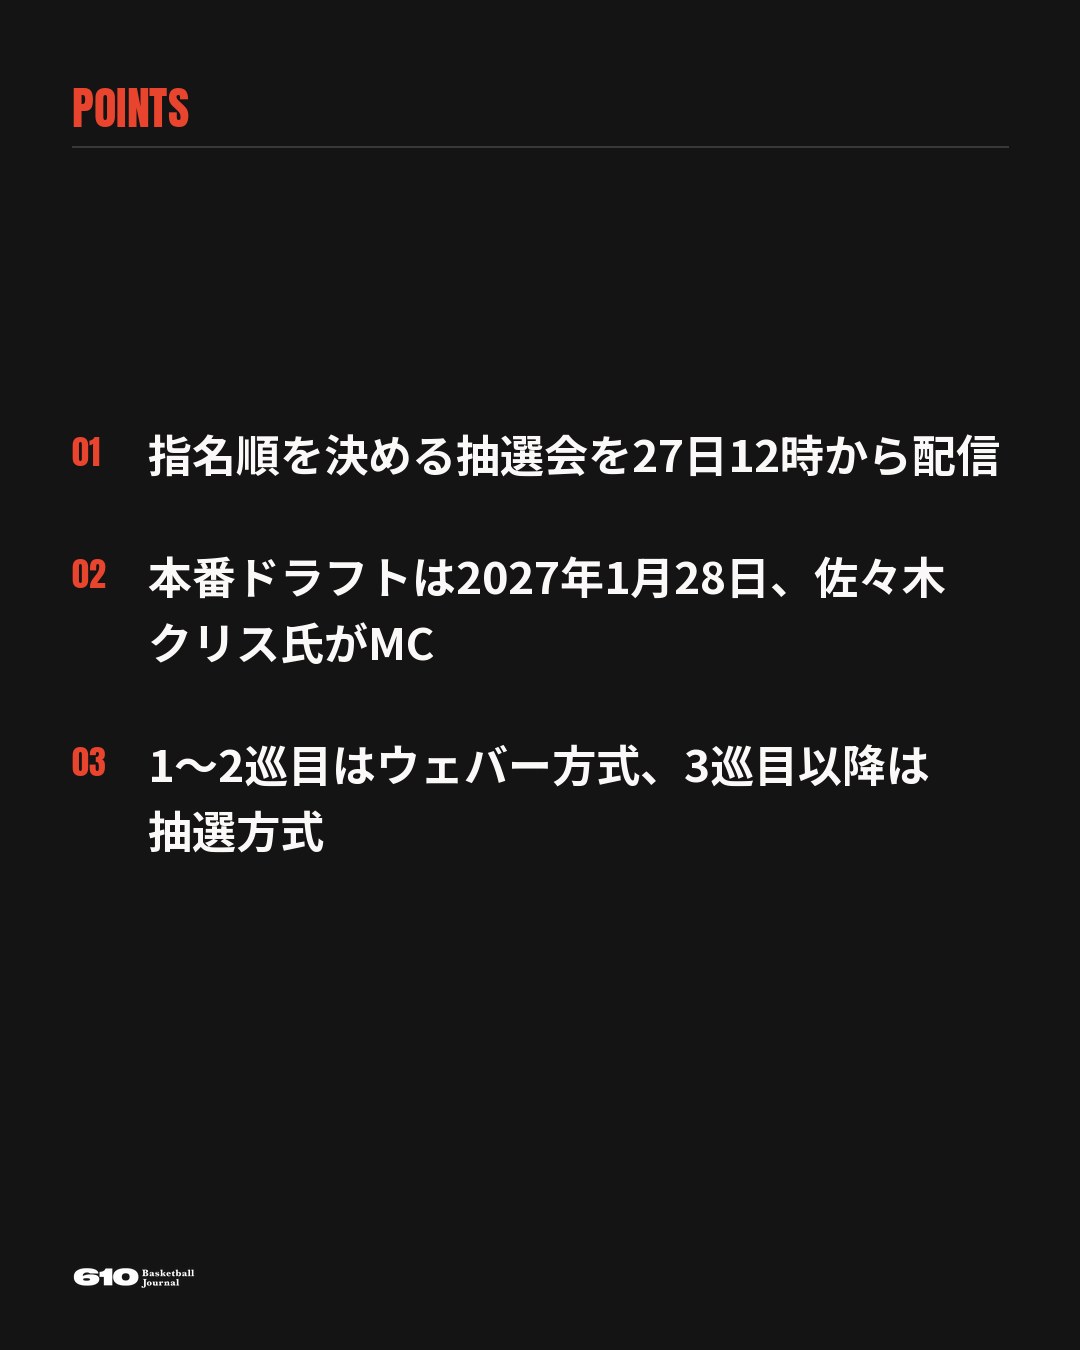 POINTS
01 指名順を決める抽選会を27日12時から配信
02 本番ドラフトは2027年1月28日、佐々木
クリス氏がMC
03 1〜2巡目はウェバー方式、3巡目以降は
抽選方式
610 Basketball
Journal